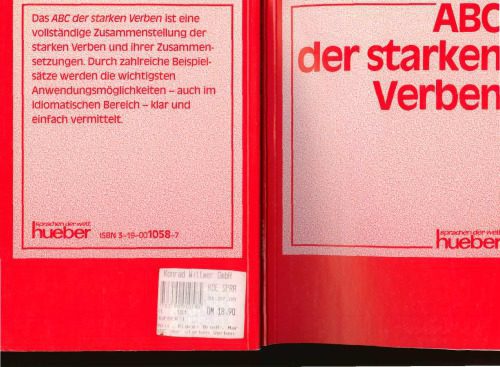 Das ABC der starken Verben ist eine
vollständige Zusammenstellung der
starken Verben und ihrer Zusammen-
setzungen. Durch zahlreiche Beispiel-
sätze werden die wichtigsten
Anwendungsmöglichkeiten – auch im
idiomatischen Bereich – klar und
einfach vermittelt.
sprachen der welt
hueber
ISBN 3-19-001058-7
Konrad Wittwer GmbH
DM 18.90
ABC
der starken
Verben
sprachen der welt
hueber